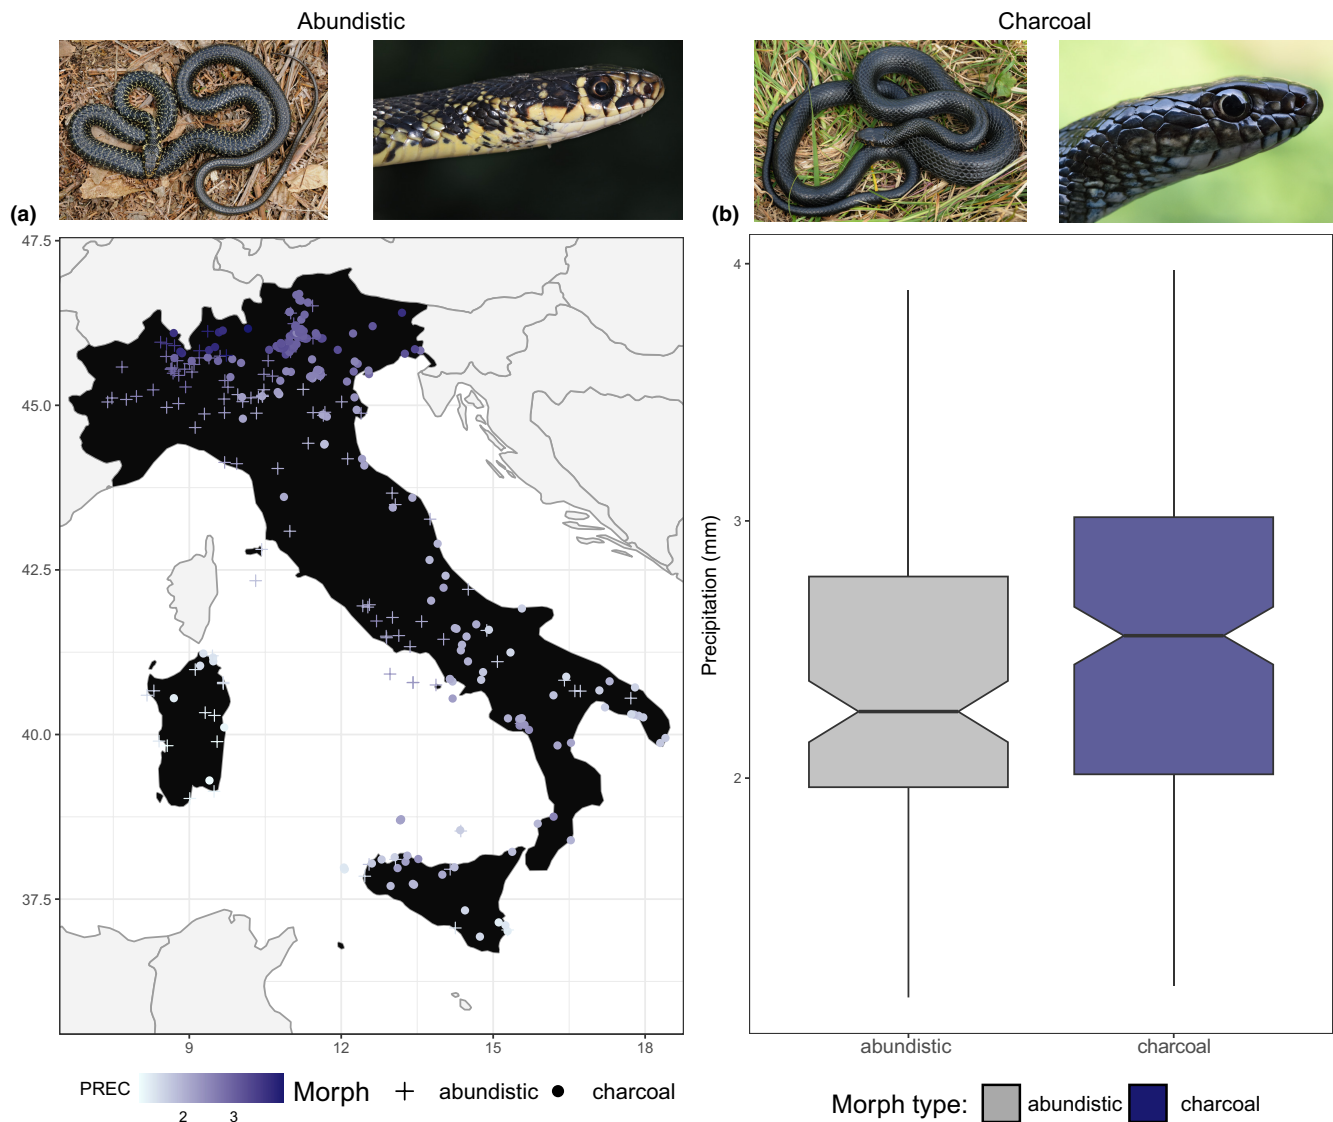 Abundistic
Charcoal
(a)
(b)
47.5
45.0
42.5
40.0
37.5
9
12
15
18
PREC
2
3
Morph
abundistic
charcoal
Precipitation (mm)
4
3
2
abundistic
charcoal
Morph type:
abundistic
charcoal